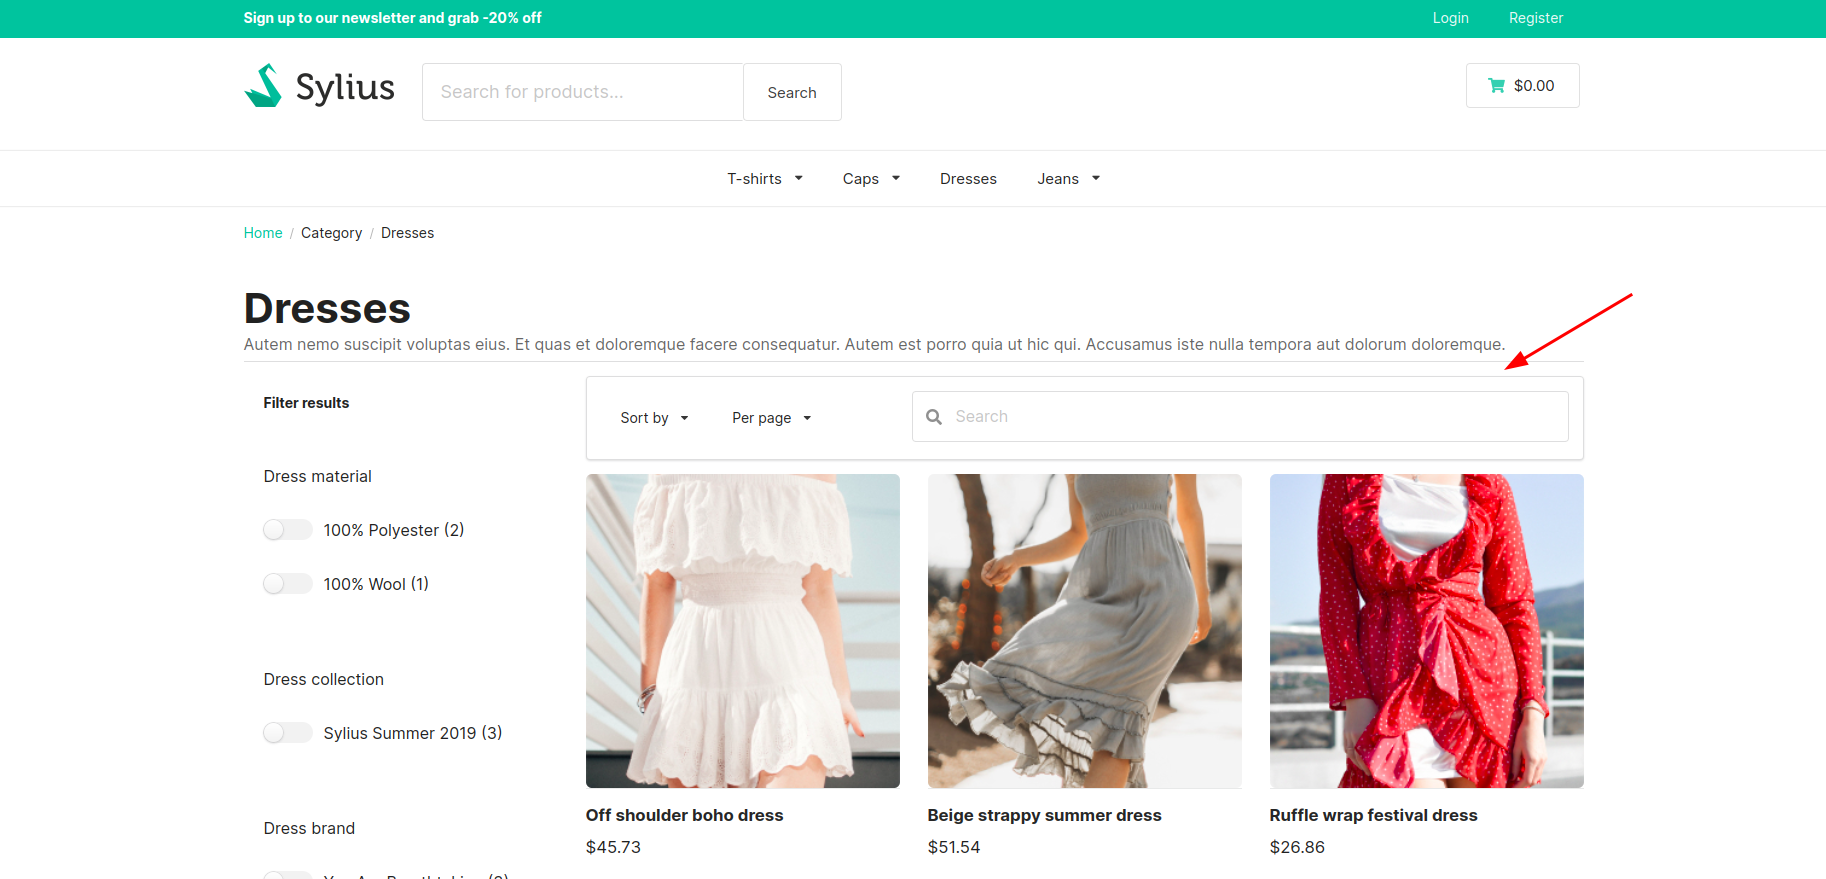 Sign up to our newsletter and grab -20% off
Login
Register
Sylius
Search for products...
Search
$0.00
T-shirts
Caps
Dresses
Jeans
Home / Category / Dresses
Dresses
Autem nemo suscipit voluptas eius. Et quas et doloremque facere consequatur. Autem est porro quia ut hic qui. Accusamus iste nulla tempora aut dolorum doloremque.
Filter results
Sort by
Per page
Search
Dress material
100% Polyester (2)
100% Wool (1)
Dress collection
Sylius Summer 2019 (3)
Dress brand
Off shoulder boho dress
$45.73
Beige strappy summer dress
$51.54
Ruffle wrap festival dress
$26.86